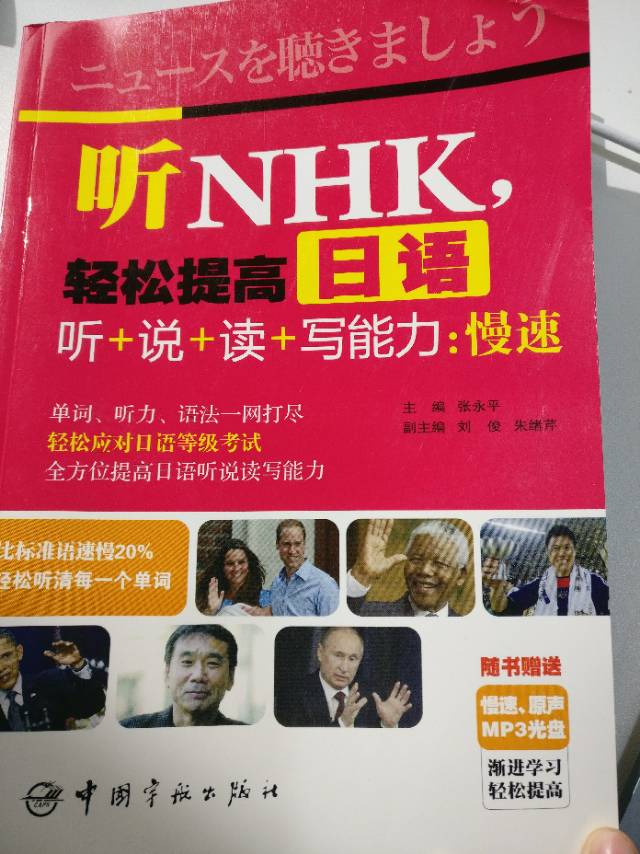 ニュースを聴きましょう
听NHK，
轻松提高日语
听+说+读+写能力：慢速
主 编 张永平
副主编 刘 俊 朱绪芹
单词、听力、语法一网打尽
轻松应对日语等级考试
全方位提高日语听说读写能力
比标准语速慢20%
轻松听清每一个单词
随书赠送
慢速、原声
MP3光盘
渐进学习
轻松提高
CAPH
中国宇航出版社